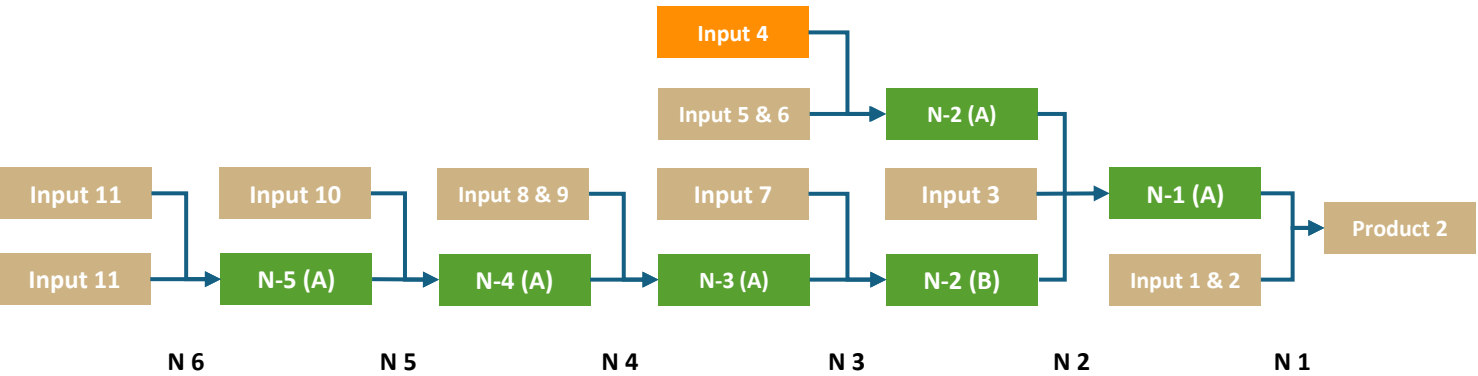 Input 4
Input 5 & 6
N-2 (A)
Input 11
Input 10
Input 8 & 9
Input 7
Input 3
N-1 (A)
Product 2
Input 11
N-5 (A)
N-4 (A)
N-3 (A)
N-2 (B)
Input 1 & 2
N 6
N 5
N 4
N 3
N 2
N 1